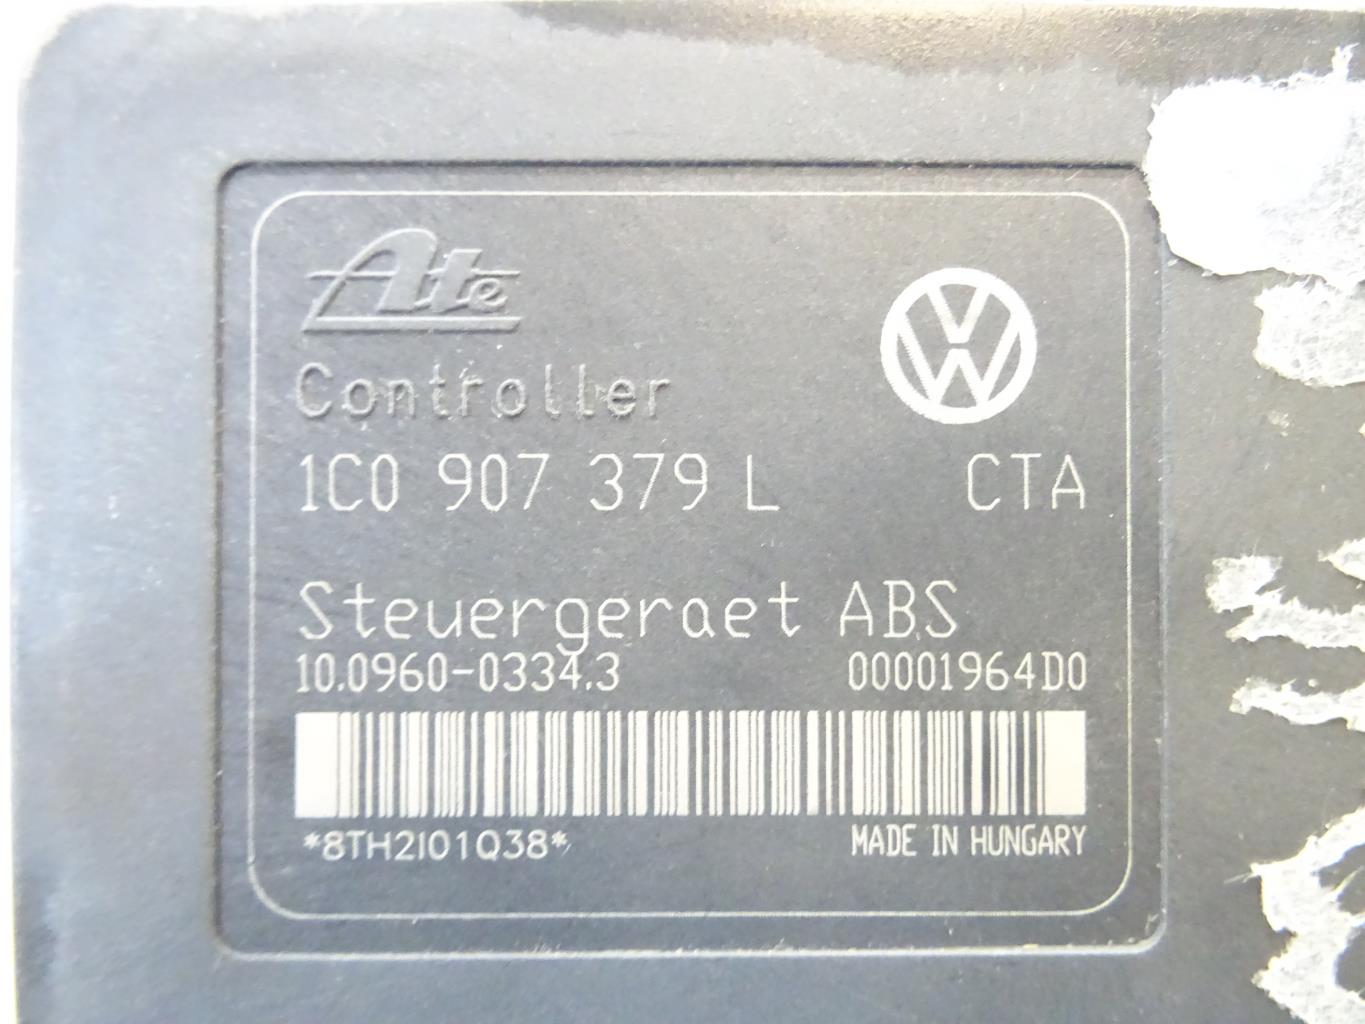 Ate
Controller
1C0 907 379 L CTA
Steuergeraet ABS
10.0960-0334.3 00001964D0
*8TH2I01Q38* MADE IN HUNGARY